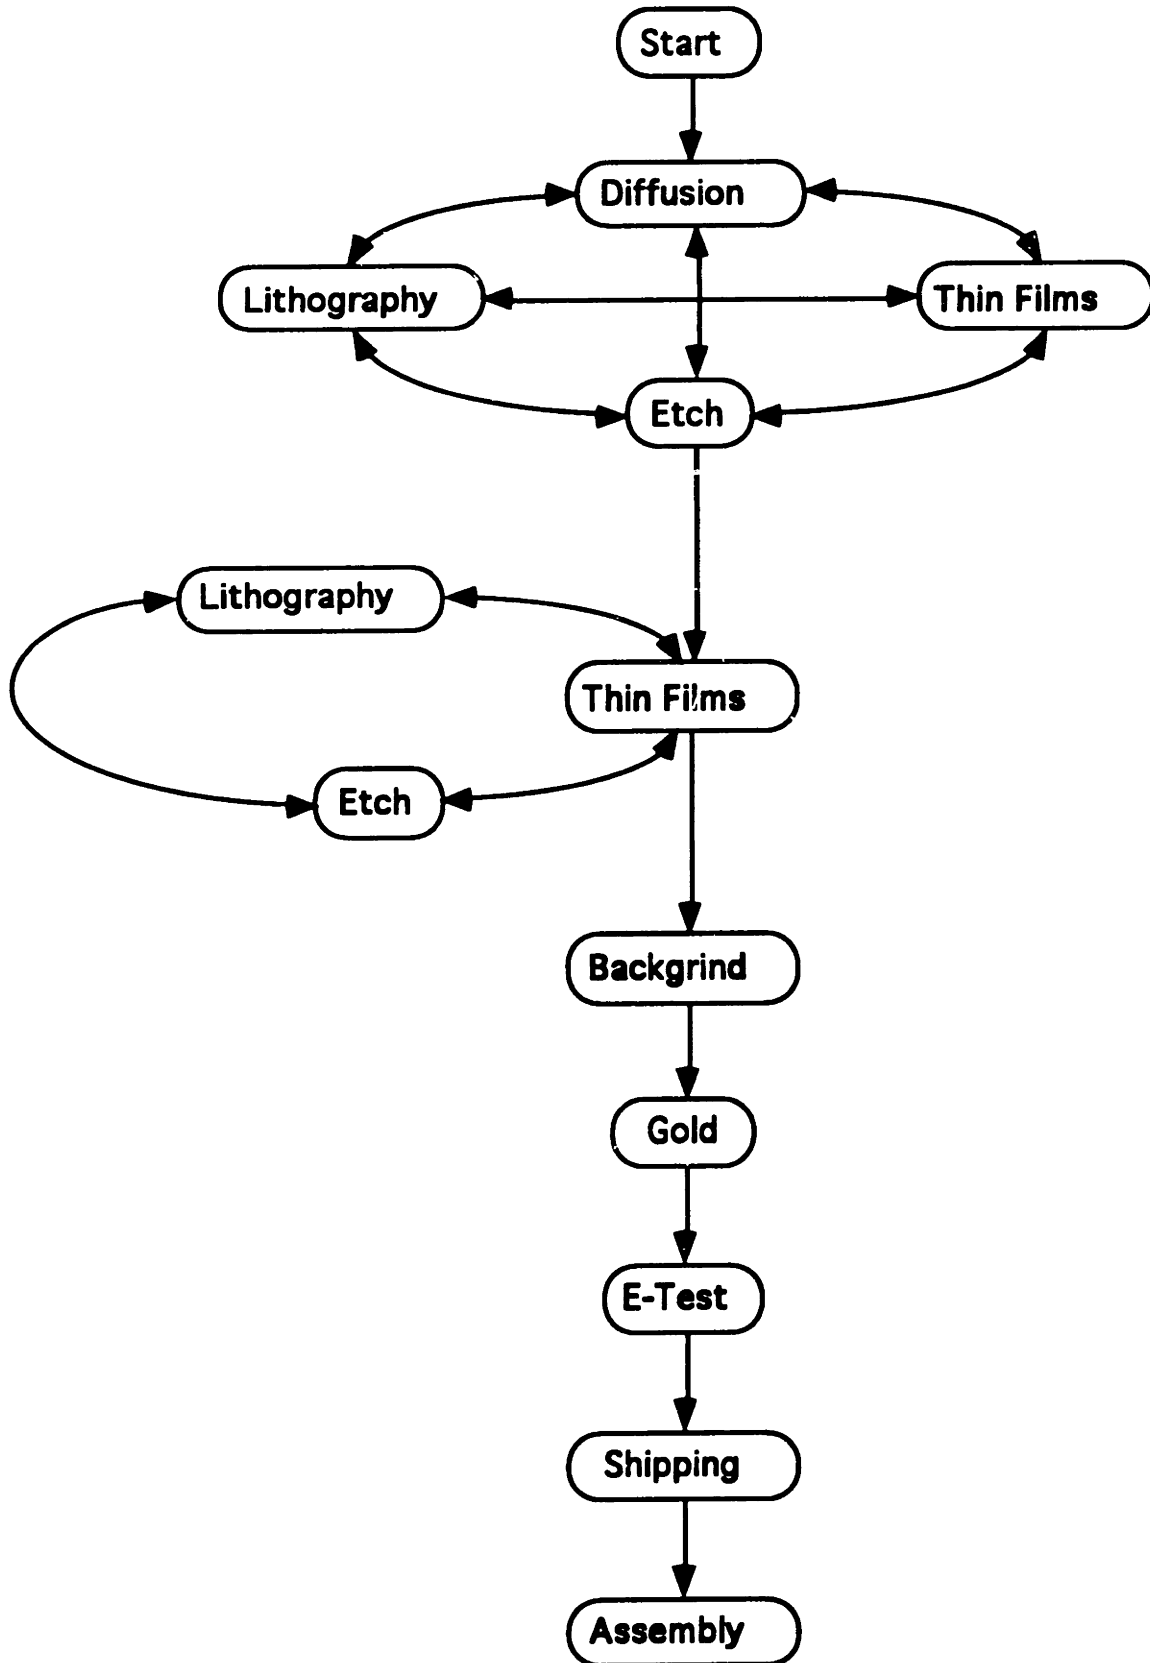 Start
Diffusion
Lithography
Thin Films
Etch
Lithography
Thin Films
Etch
Backgrind
Gold
E-Test
Shipping
Assembly